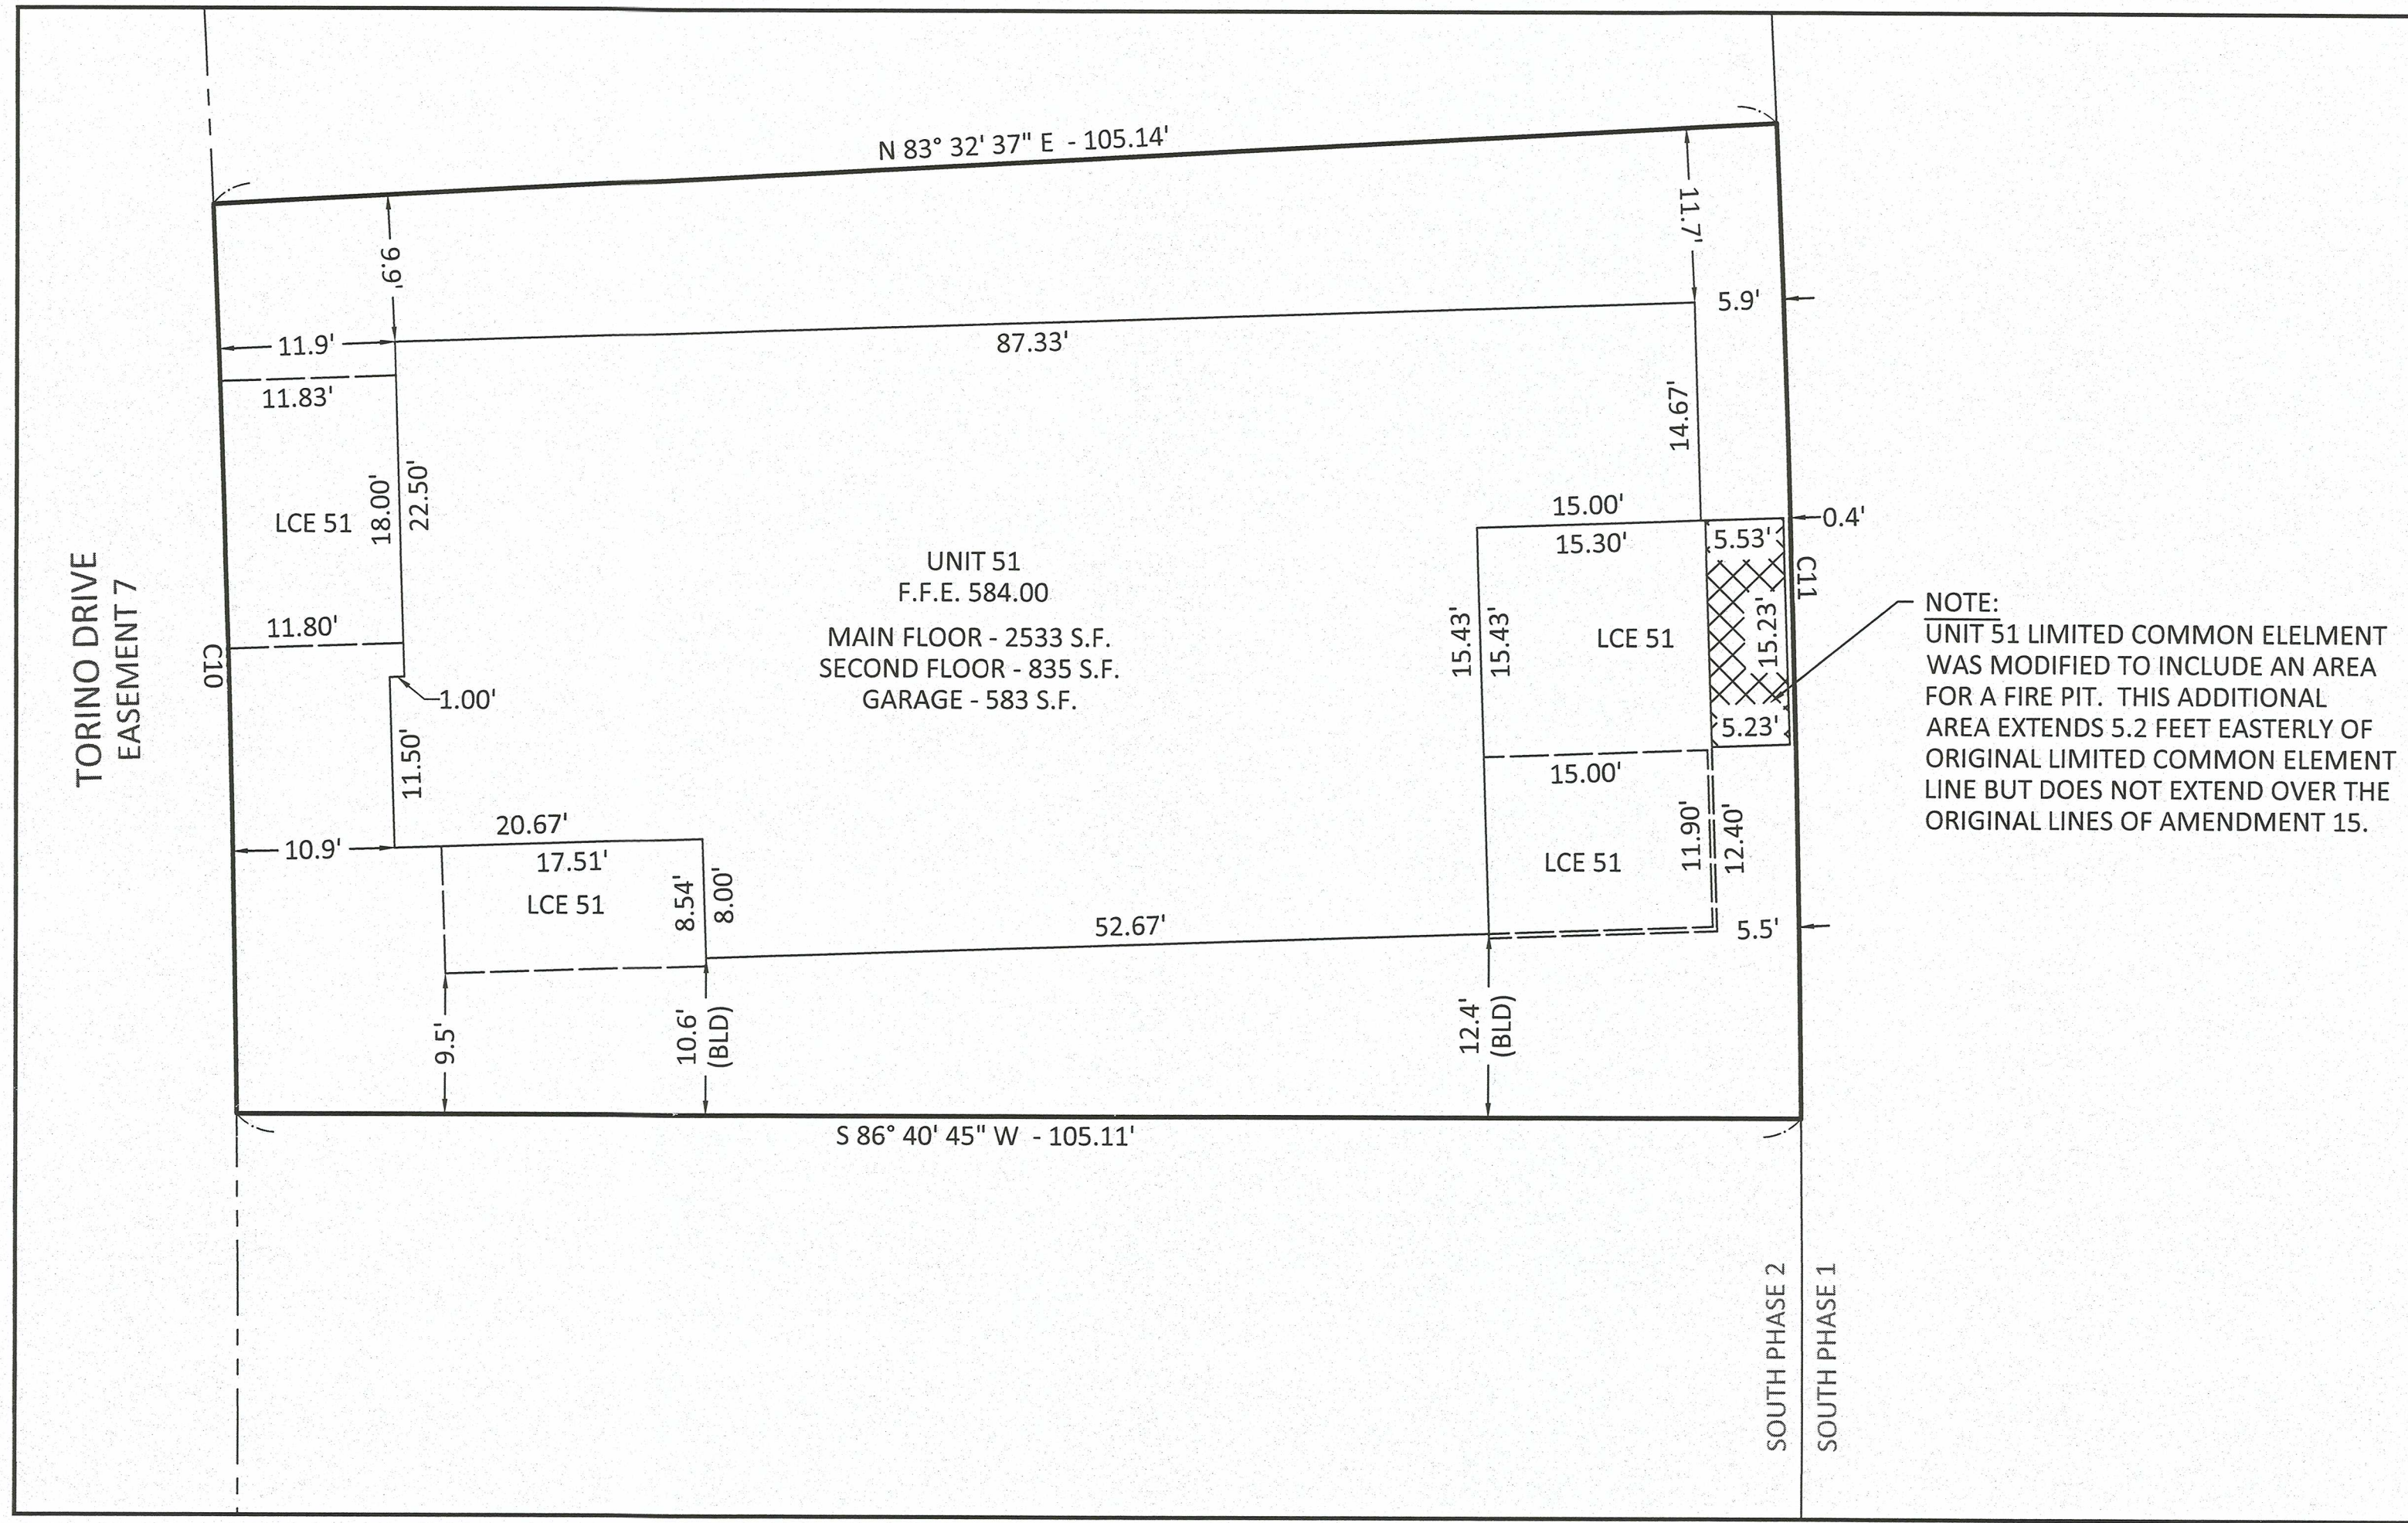 N 83° 32' 37" E - 105.14'
9.9'
11.7'
5.9'
11.9'
87.33'
11.83'
14.67'
LCE 51
18.00'
22.50'
15.00'
0.4'
15.30'
5.53'
C11
TORINO DRIVE
EASEMENT 7
UNIT 51
F.F.E. 584.00
MAIN FLOOR - 2533 S.F.
SECOND FLOOR - 835 S.F.
GARAGE - 583 S.F.
15.43'
15.43'
LCE 51
15.23'
NOTE:
UNIT 51 LIMITED COMMON ELELMENT
WAS MODIFIED TO INCLUDE AN AREA
FOR A FIRE PIT. THIS ADDITIONAL
AREA EXTENDS 5.2 FEET EASTERLY OF
ORIGINAL LIMITED COMMON ELEMENT
LINE BUT DOES NOT EXTEND OVER THE
ORIGINAL LINES OF AMENDMENT 15.
11.80'
C10
1.00'
5.23'
11.50'
15.00'
20.67'
10.9'
17.51'
LCE 51
8.54'
8.00'
LCE 51
11.90'
12.40'
52.67'
5.5'
9.5'
10.6'
(BLD)
12.4'
(BLD)
S 86° 40' 45" W - 105.11'
SOUTH PHASE 2
SOUTH PHASE 1